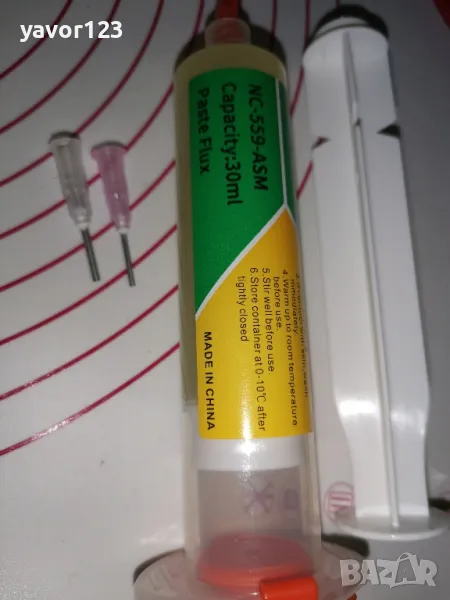 yavor123
NC-559-ASM
Capacity:30ml
Paste Flux
4. Warm up to room temperature
before use.
5. Stir well before use.
6. Store container at 0-10℃ after
tightly closed
MADE IN CHINA
BAZAR